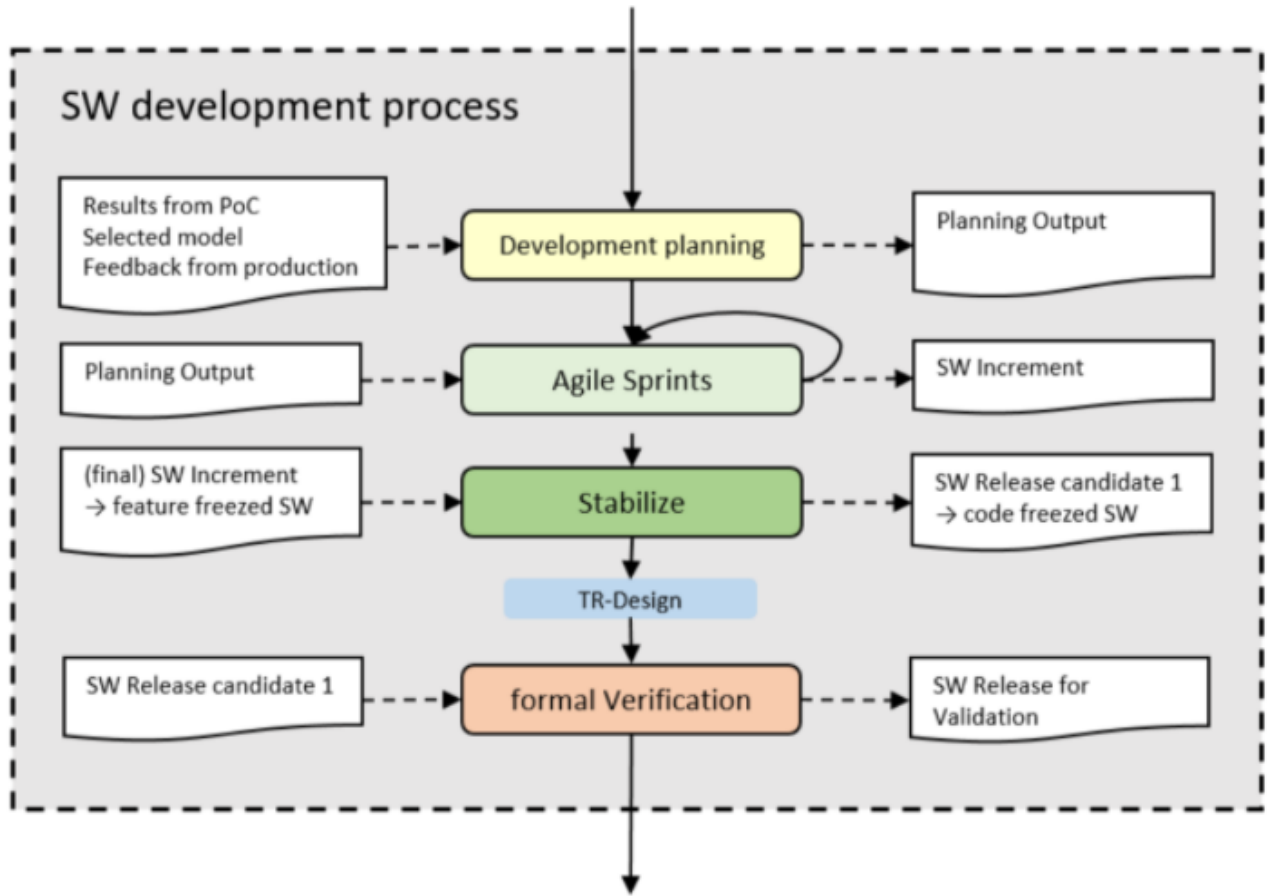 SW development process
Results from PoC
Selected model
Feedback from production
Development planning
Planning Output
Planning Output
Agile Sprints
SW Increment
(final) SW Increment
→ feature freezed SW
Stabilize
SW Release candidate 1
→ code freezed SW
TR-Design
SW Release candidate 1
formal Verification
SW Release for
Validation